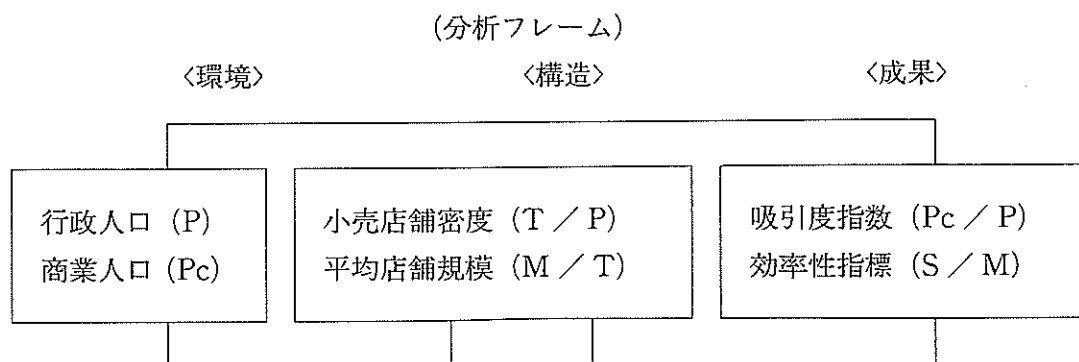 (分析フレーム)
〈環境〉 〈構造〉 〈成果〉
行政人口 (P)
商業人口 (Pc)
小売店舗密度 (T / P)
平均店舗規模 (M / T)
吸引度指数 (Pc / P)
効率性指標 (S / M)